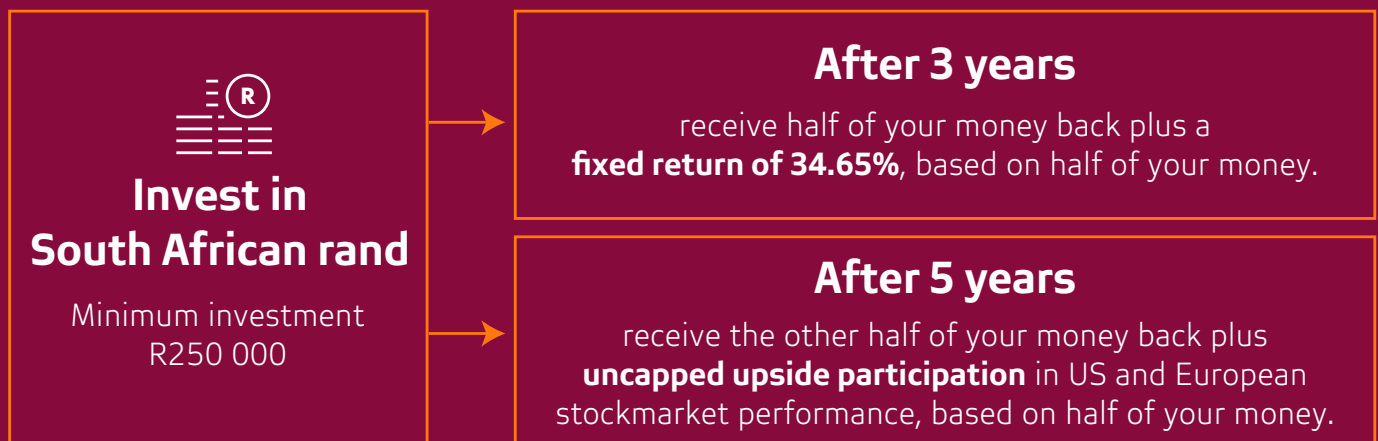 R
Invest in
South African rand
Minimum investment
R250 000
After 3 years
receive half of your money back plus a
fixed return of 34.65%, based on half of your money.
After 5 years
receive the other half of your money back plus
uncapped upside participation in US and European
stockmarket performance, based on half of your money.